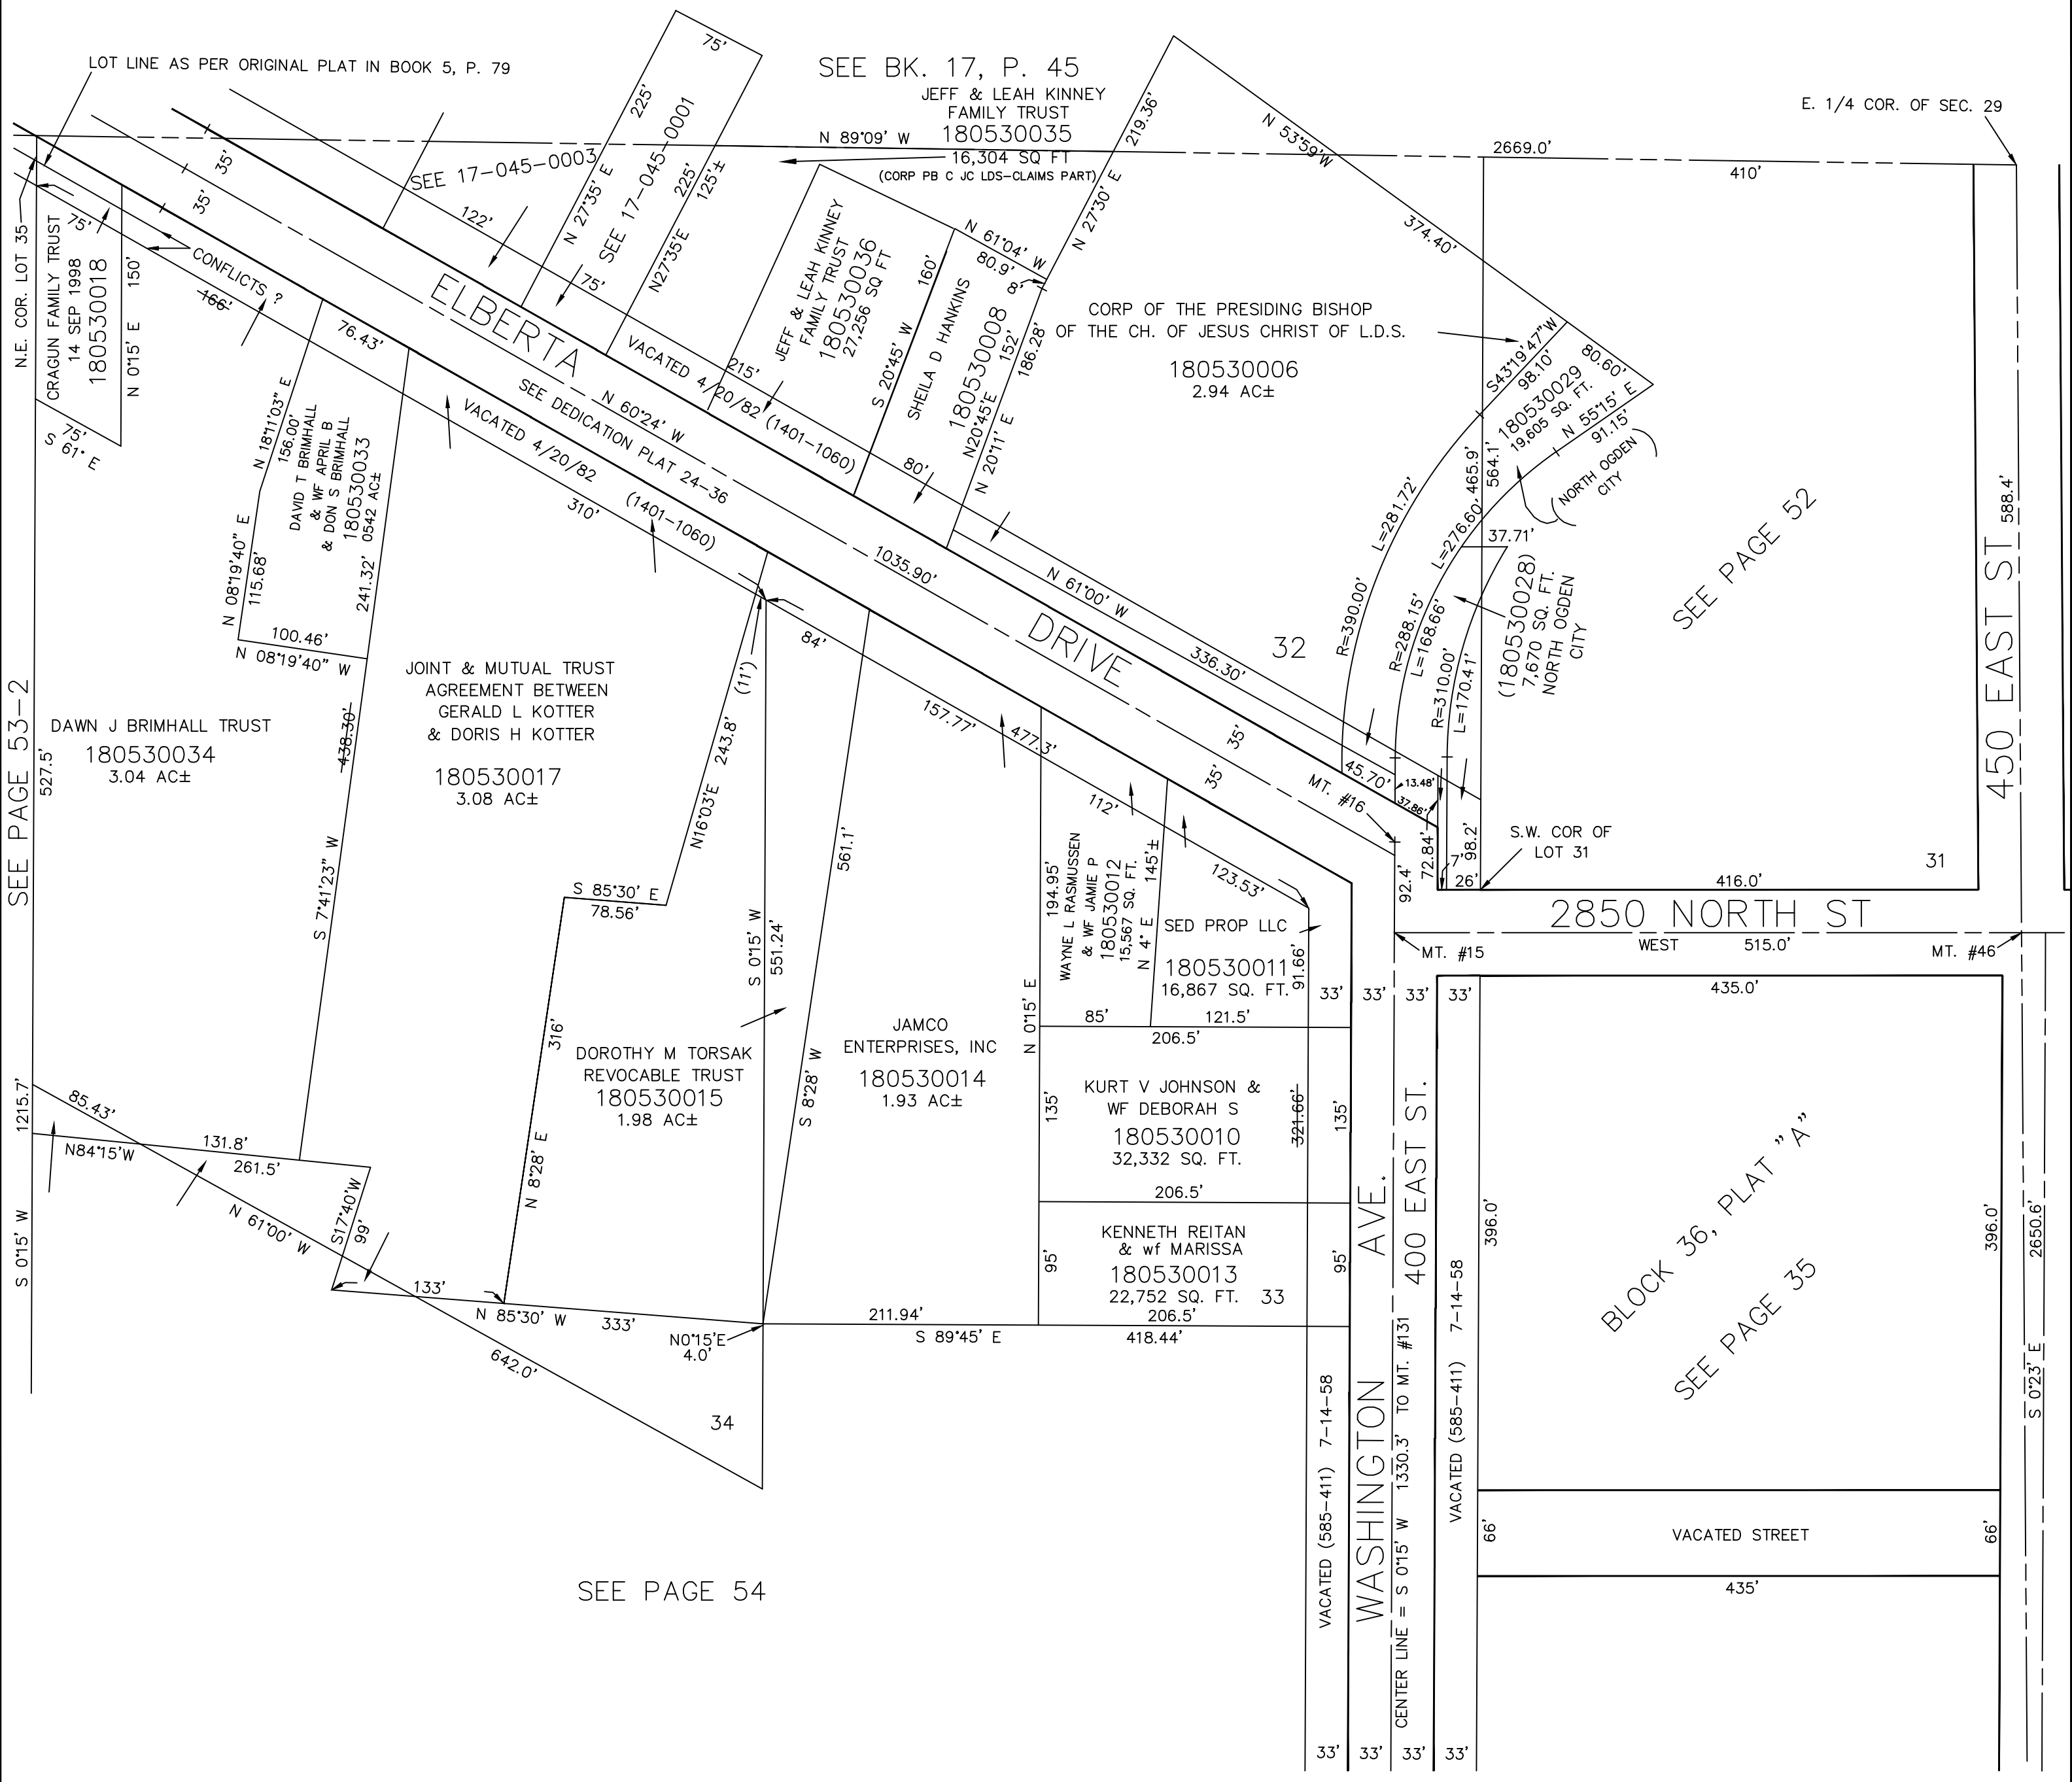 LOT LINE AS PER ORIGINAL PLAT IN BOOK 5, P. 79
SEE BK. 17, P. 45
JEFF & LEAH KINNEY
FAMILY TRUST
180530035
16,304 SQ FT
(CORP PB C JC LDS-CLAIMS PART)
N 89°09' W
2669.0'
410'
E. 1/4 COR. OF SEC. 29
75'
225'
N 27°35' E
SEE 17-045-0001
225'
125'±
N27°35'E
SEE 17-045-0003
122'
75'
215'
80'
35'
35'
N.E. COR. LOT 35
75'
CRAGUN FAMILY TRUST
14 SEP 1998
180530018
N 0°15' E 150'
75'
S 61° E
CONFLICTS ?
166'
76.43'
ELBERTA
DRIVE
N 60°24' W
SEE DEDICATION PLAT 24-36
1035.90'
VACATED 4/20/82 (1401-1060)
VACATED 4/20/82 (1401-1060)
310'
JEFF & LEAH KINNEY
FAMILY TRUST
180530036
27,256 SQ FT
S 20°45' W 160'
N 61°04' W
80.9'
8'
SHEILA D HANKINS
180530008
N20°45'E 152'
N 20°11' E 186.28'
N 27°30' E 219.36'
N 53°59'W
374.40'
CORP OF THE PRESIDING BISHOP
OF THE CH. OF JESUS CHRIST OF L.D.S.
180530006
2.94 AC±
S43°19'47"W
98.10'
80.60'
180530029
19,605 SQ. FT.
N 55°15' E
91.15'
(NORTH OGDEN
CITY)
465.9'
564.1'
L=281.72'
L=276.60'
R=390.00'
R=288.15'
L=168.66'
R=310.00'
L=170.41'
37.71'
(180530028)
7,670 SQ. FT.
NORTH OGDEN
CITY
SEE PAGE 52
588.4'
450 EAST ST.
N 18°11'03" E
156.00'
DAVID T BRIMHALL
& WF APRIL B
& DON S BRIMHALL
180530033
0542 AC±
241.32'
N 08°19'40" E
115.68'
100.46'
N 08°19'40" W
438.30'
S 7°41'23" W
SEE PAGE 53-2
527.5'
DAWN J BRIMHALL TRUST
180530034
3.04 AC±
JOINT & MUTUAL TRUST
AGREEMENT BETWEEN
GERALD L KOTTER
& DORIS H KOTTER
180530017
3.08 AC±
(11')
N16°03'E 243.8'
84'
157.77'
477.3'
112'
123.53'
N 61°00' W
336.30'
32
35'
35'
45.70'
13.48'
37.86'
MT. #16
72.84'
92.4'
7'
98.2'
26'
S.W. COR OF
LOT 31
416.0'
31
2850 NORTH ST
MT. #15
WEST
515.0'
MT. #46
S 85°30' E
78.56'
S 0°15' W
551.24'
561.1'
S 8°28' W
316'
N 8°28' E
DOROTHY M TORSAK
REVOCABLE TRUST
180530015
1.98 AC±
JAMCO
ENTERPRISES, INC
180530014
1.93 AC±
N 0°15' E
194.95'
WAYNE L RASMUSSEN
& WF JAMIE P
180530012
15,567 SQ. FT.
N 4° E 145'±
SED PROP LLC
180530011
16,867 SQ. FT.
91.66'
85'
121.5'
206.5'
135'
KURT V JOHNSON &
WF DEBORAH S
180530010
32,332 SQ. FT.
321.66'
135'
206.5'
95'
KENNETH REITAN
& wf MARISSA
180530013
22,752 SQ. FT.
33
95'
206.5'
211.94'
S 89°45' E
418.44'
33' 33' 33' 33'
435.0'
396.0'
396.0'
BLOCK 36, PLAT "A"
SEE PAGE 35
66'
VACATED STREET
66'
435'
2650.6'
S 0°23' E
WASHINGTON AVE.
400 EAST ST.
CENTER LINE = S 0°15' W 1330.3' TO MT. #131
VACATED (585-411) 7-14-58
VACATED (585-411) 7-14-58
33' 33' 33' 33'
1215.7'
S 0°15' W
85.43'
N84°15'W
131.8'
261.5'
N 61°00' W
S17°40'W
99'
133'
N 85°30' W
333'
N0°15'E
4.0'
642.0'
34
SEE PAGE 54